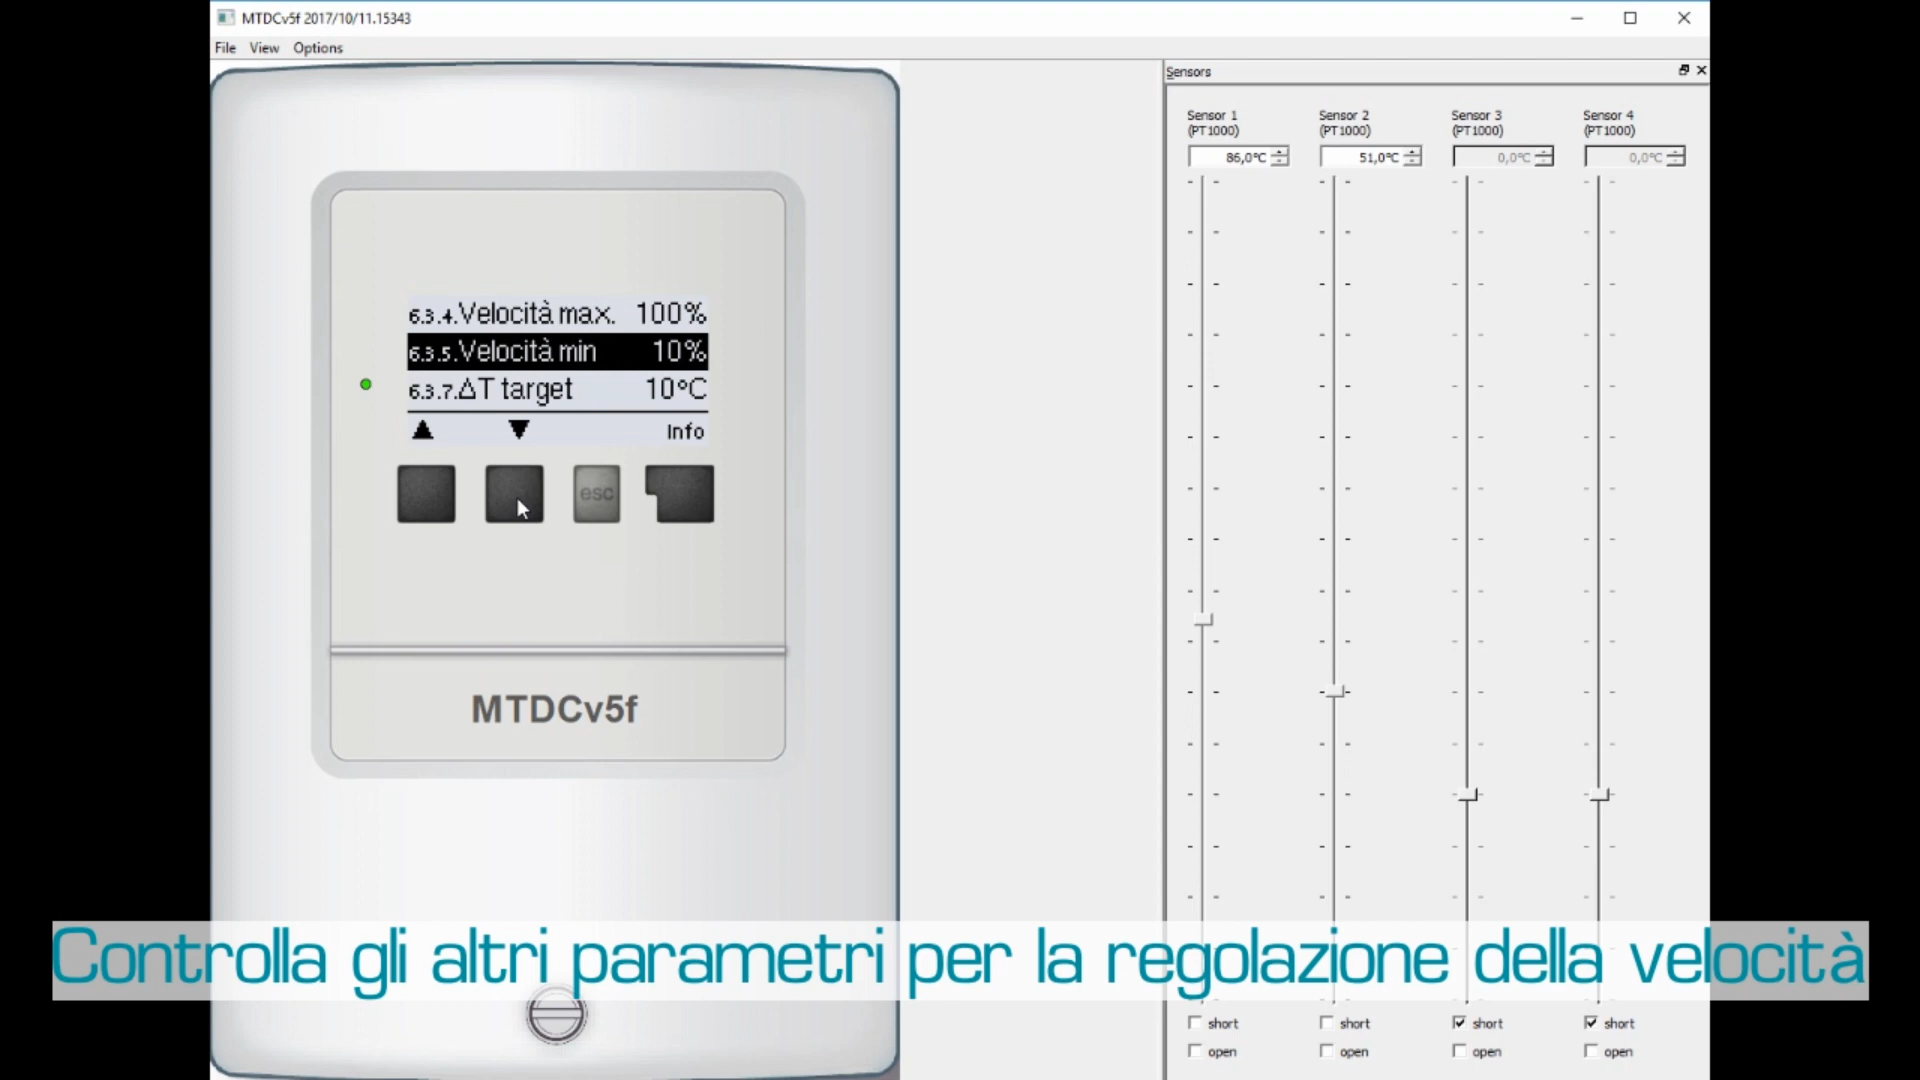 MTDCv5f 2017/10/11.15343
File View Options
Sensors
Sensor 1 (PT1000)
86,0°C
Sensor 2 (PT1000)
51,0°C
Sensor 3 (PT1000)
0,0°C
Sensor 4 (PT1000)
0,0°C
6.3.4.Velocità max. 100%
6.3.5.Velocità min 10%
6.3.7.ΔT target 10°C
▲ ▼ Info
esc
MTDCv5f
Controlla gli altri parametri per la regolazione della velocità
short short short short
open open open open